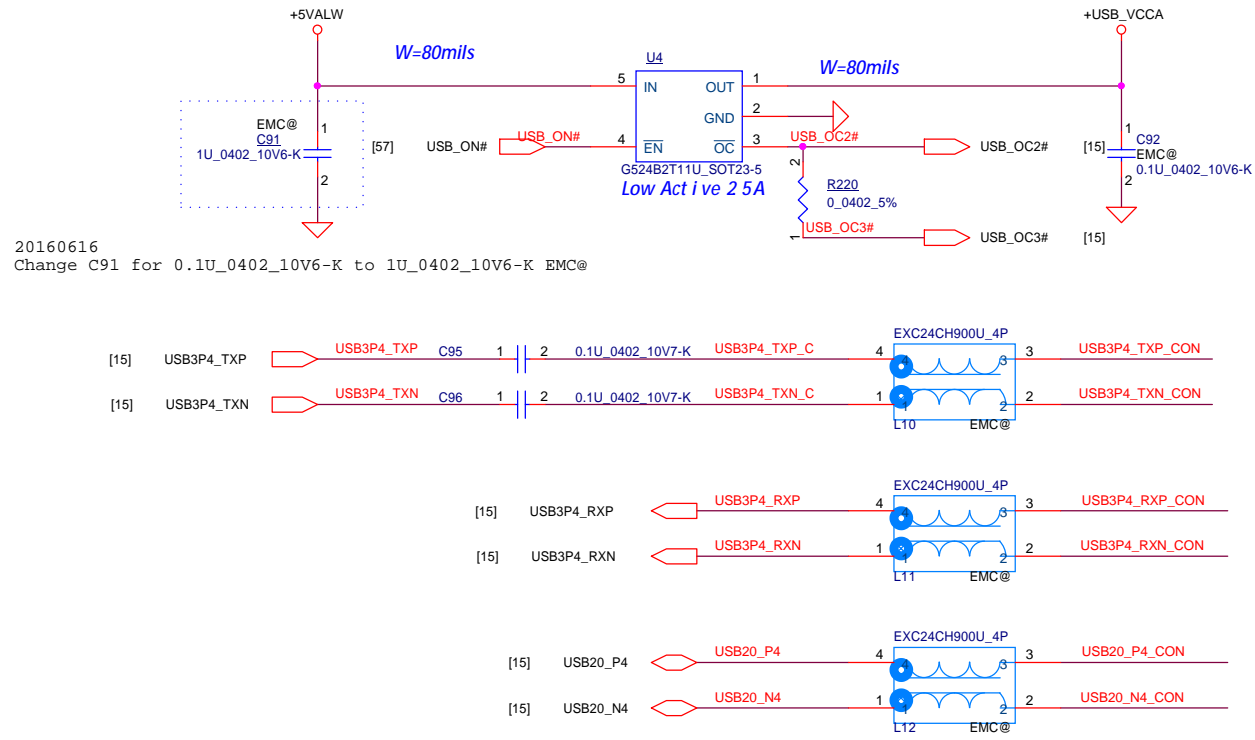 +5VALW
+USB_VCCA
W=80mils
U4
W=80mils
5 IN OUT 1
GND 2
EMC@
C91
1U_0402_10V6-K
1
2
[57] USB_ON# USB_ON# 4 EN OC 3 USB_OC2# USB_OC2# [15]
G524B2T11U_SOT23-5
Low Act i ve 2 5A
1
C92
EMC@
0.1U_0402_10V6-K
2
2
R220
0_0402_5%
1
USB_OC3# USB_OC3# [15]
20160616
Change C91 for 0.1U_0402_10V6-K to 1U_0402_10V6-K EMC@
EXC24CH900U_4P
[15] USB3P4_TXP USB3P4_TXP C95 1 2 0.1U_0402_10V7-K USB3P4_TXP_C 4 4 3 3 USB3P4_TXP_CON
[15] USB3P4_TXN USB3P4_TXN C96 1 2 0.1U_0402_10V7-K USB3P4_TXN_C 1 1 2 2 USB3P4_TXN_CON
L10 EMC@
EXC24CH900U_4P
[15] USB3P4_RXP USB3P4_RXP 4 4 3 3 USB3P4_RXP_CON
[15] USB3P4_RXN USB3P4_RXN 1 1 2 2 USB3P4_RXN_CON
L11 EMC@
EXC24CH900U_4P
[15] USB20_P4 USB20_P4 4 4 3 3 USB20_P4_CON
[15] USB20_N4 USB20_N4 1 1 2 2 USB20_N4_CON
L12 EMC@